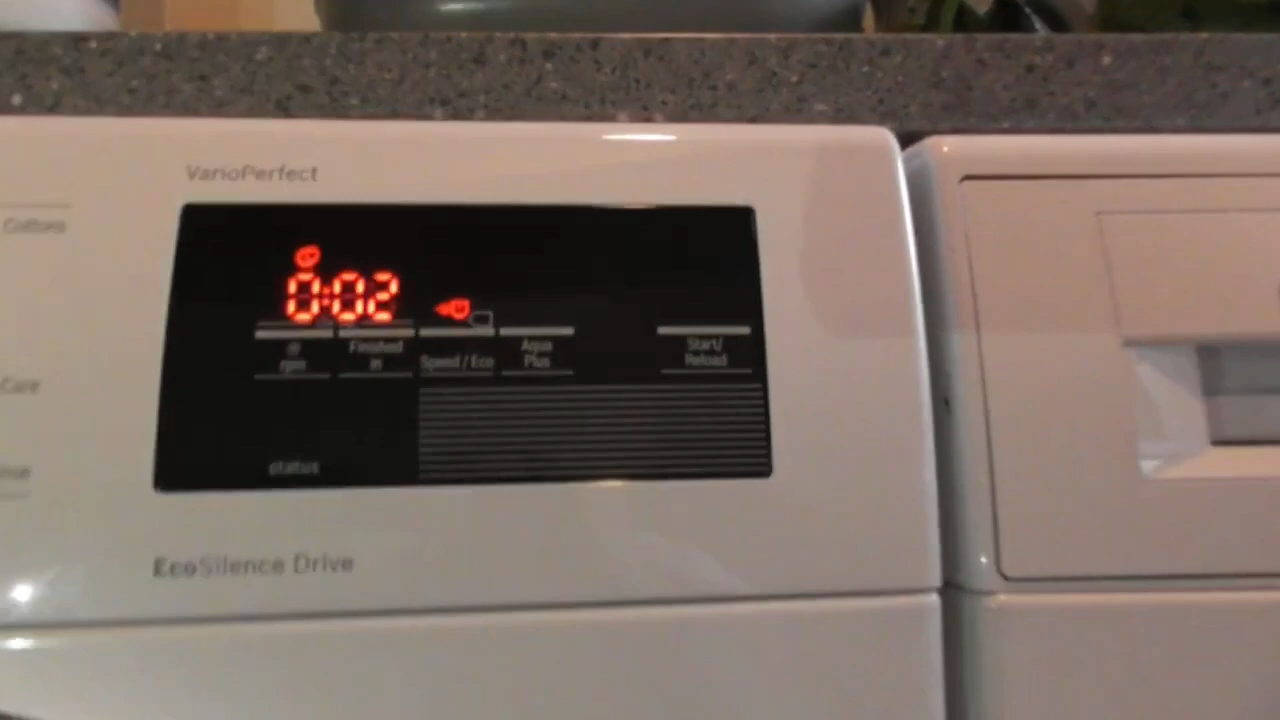 VarioPerfect
Cottons
0:02
rpm
Finished
in
Speed / Eco
Aqua
Plus
Start/
Reload
Care
status
EcoSilence Drive